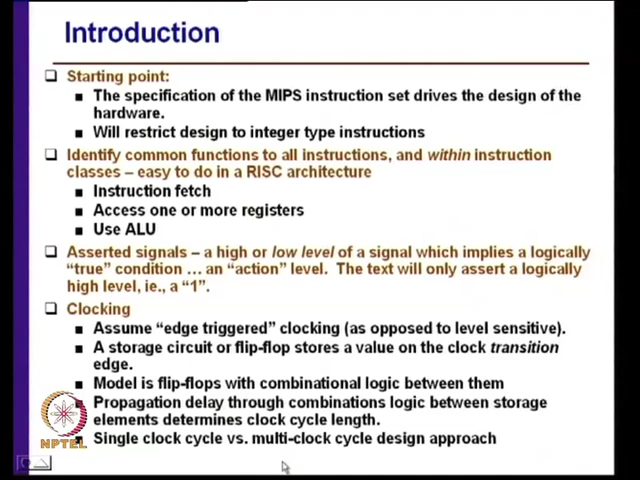 Introduction
Starting point:
The specification of the MIPS instruction set drives the design of the
hardware.
Will restrict design to integer type instructions
Identify common functions to all instructions, and within instruction
classes – easy to do in a RISC architecture
Instruction fetch
Access one or more registers
Use ALU
Asserted signals – a high or low level of a signal which implies a logically
"true" condition … an "action" level. The text will only assert a logically
high level, ie., a "1".
Clocking
Assume "edge triggered" clocking (as opposed to level sensitive).
A storage circuit or flip-flop stores a value on the clock transition
edge.
Model is flip-flops with combinational logic between them
Propagation delay through combinations logic between storage
elements determines clock cycle length.
Single clock cycle vs. multi-clock cycle design approach
NPTEL